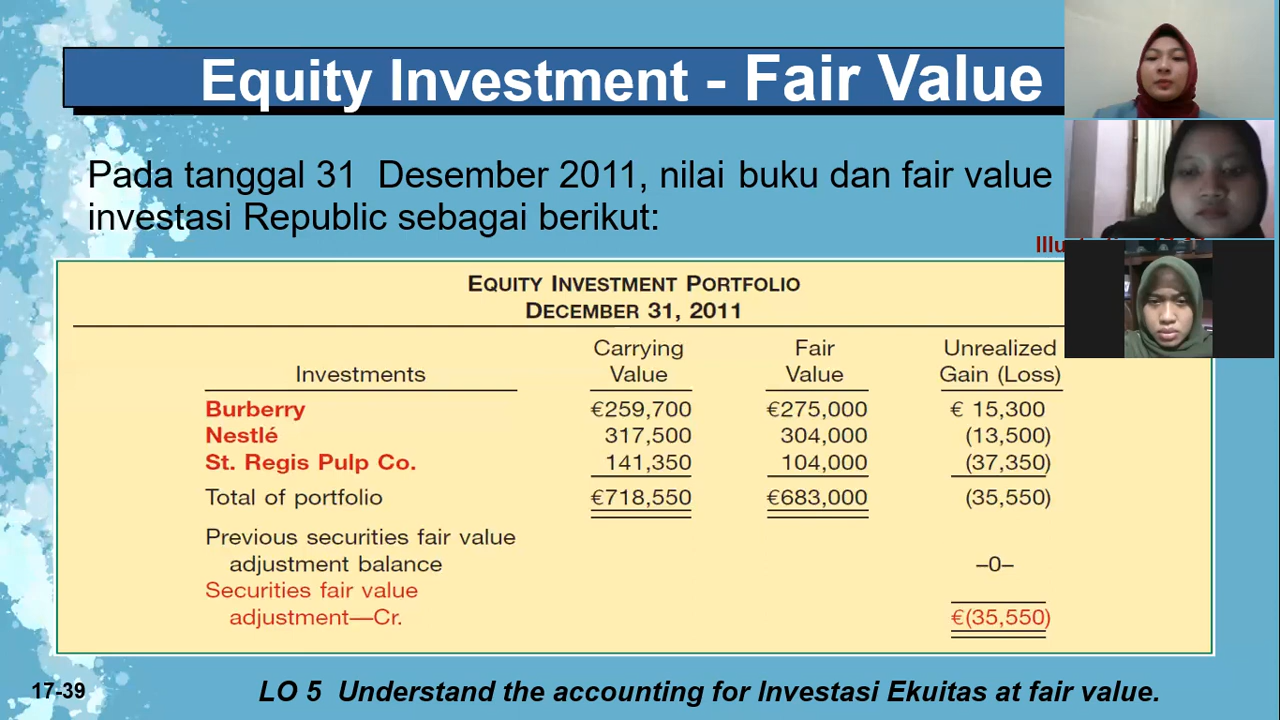 Equity Investment - Fair Value
Pada tanggal 31 Desember 2011, nilai buku dan fair value
investasi Republic sebagai berikut:
EQUITY INVESTMENT PORTFOLIO
DECEMBER 31, 2011
Investments Carrying Value Fair Value Unrealized Gain (Loss)
Burberry €259,700 €275,000 € 15,300
Nestlé 317,500 304,000 (13,500)
St. Regis Pulp Co. 141,350 104,000 (37,350)
Total of portfolio €718,550 €683,000 (35,550)
Previous securities fair value
adjustment balance –0–
Securities fair value
adjustment—Cr. €(35,550)
17-39
LO 5 Understand the accounting for Investasi Ekuitas at fair value.